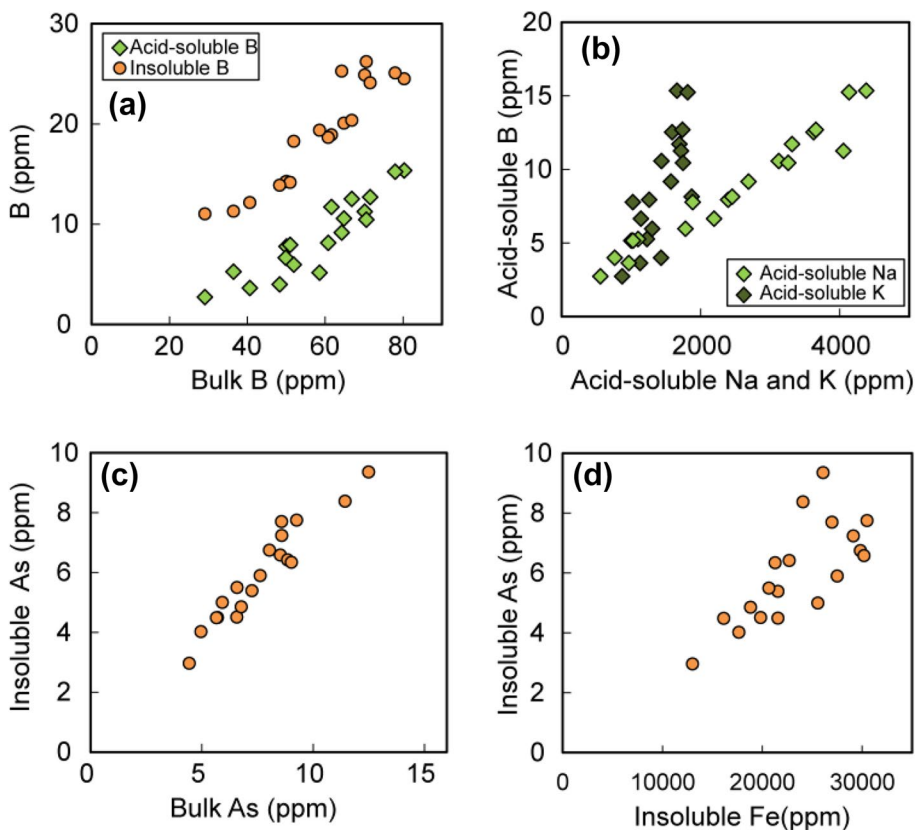 30
20
10
0
B (ppm)
Acid-soluble B
Insoluble B
(a)
0 20 40 60 80
Bulk B (ppm)
20
15
10
5
0
Acid-soluble B (ppm)
(b)
Acid-soluble Na
Acid-soluble K
0 2000 4000
Acid-soluble Na and K (ppm)
10
8
6
4
2
0
Insoluble As (ppm)
(c)
0 5 10 15
Bulk As (ppm)
10
8
6
4
2
0
Insoluble As (ppm)
(d)
0 10000 20000 30000
Insoluble Fe(ppm)